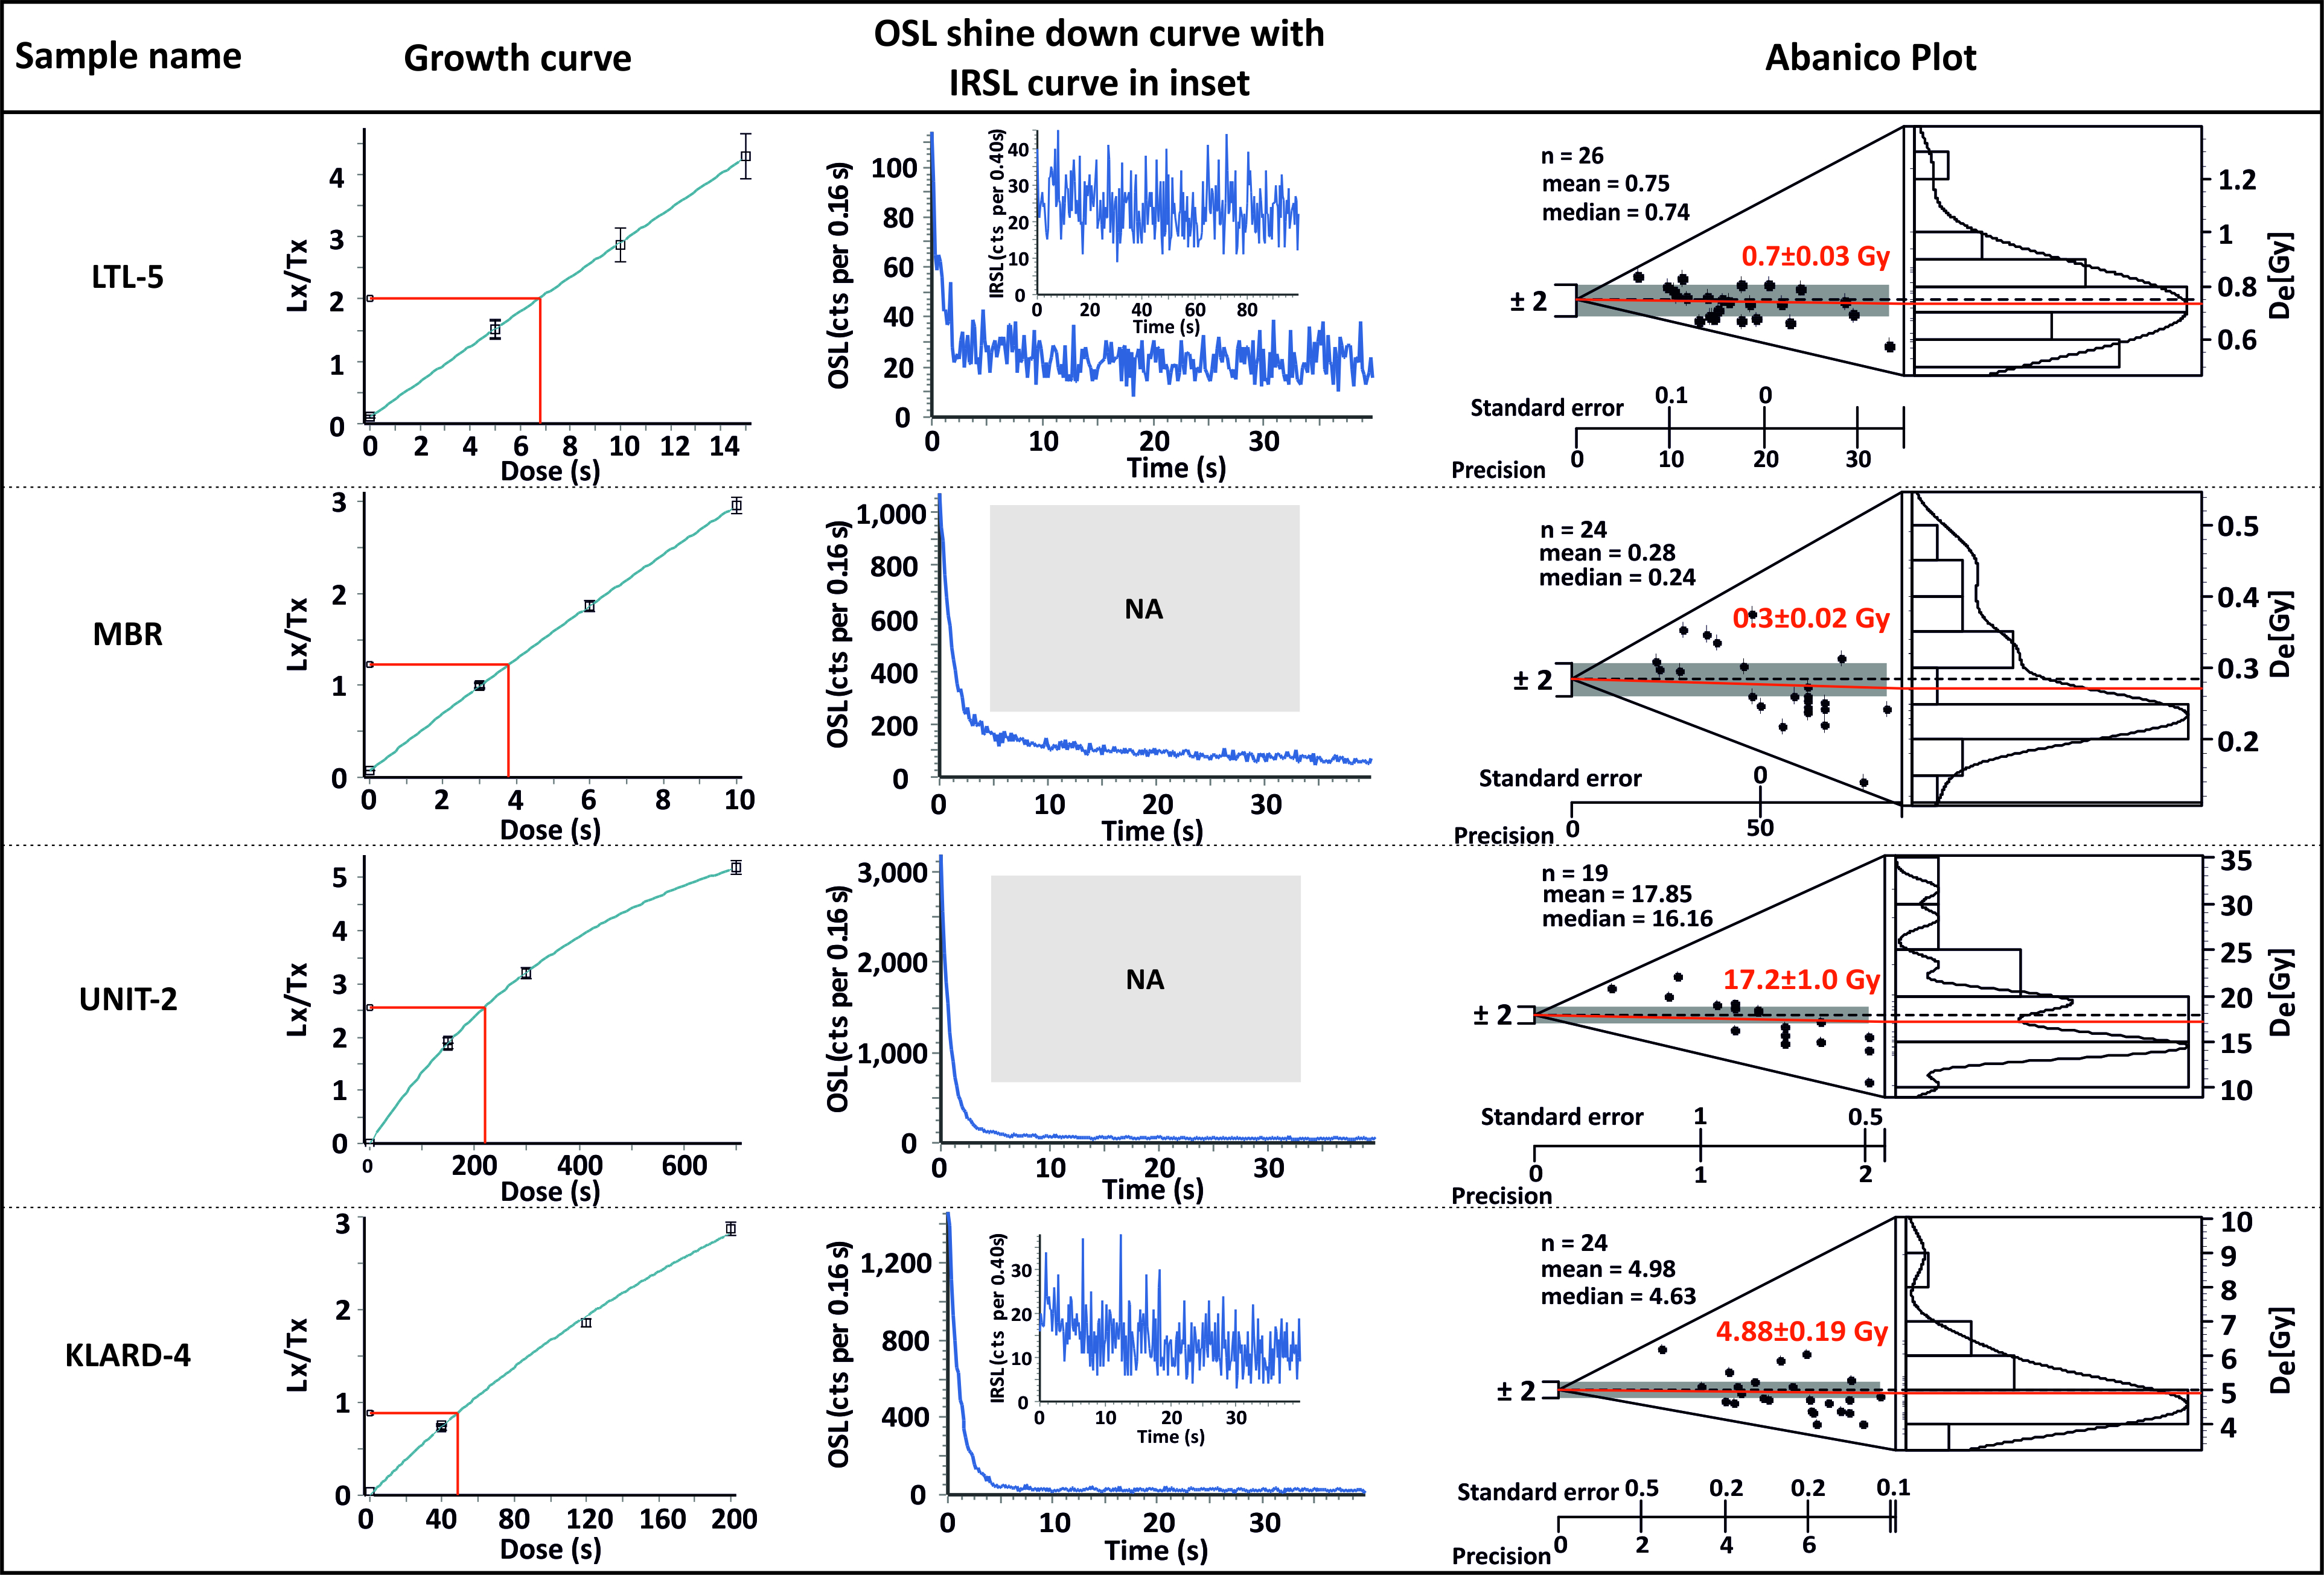 Sample name
Growth curve
OSL shine down curve with
IRSL curve in inset
Abanico Plot
LTL-5
Lx/Tx
4
3
2
1
0
0 2 4 6 8 10 12 14
Dose (s)
OSL(cts per 0.16 s)
100
80
60
40
20
0
0 10 20 30
Time (s)
IRSL(cts per 0.40s)
40
30
20
10
0
0 20 40 60 80
Time (s)
n = 26
mean = 0.75
median = 0.74
0.7±0.03 Gy
± 2
Standard error 0.1 0
Precision 0 10 20 30
1.2
1
0.8
0.6
De[Gy]
MBR
Lx/Tx
3
2
1
0
0 2 4 6 8 10
Dose (s)
OSL(cts per 0.16 s)
1,000
800
600
400
200
0
NA
0 10 20 30
Time (s)
n = 24
mean = 0.28
median = 0.24
0.3±0.02 Gy
± 2
Standard error 0
Precision 0 50
0.5
0.4
0.3
0.2
De[Gy]
UNIT-2
Lx/Tx
5
4
3
2
1
0
0 200 400 600
Dose (s)
OSL(cts per 0.16 s)
3,000
2,000
1,000
0
NA
0 10 20 30
Time (s)
n = 19
mean = 17.85
median = 16.16
17.2±1.0 Gy
± 2
Standard error 1 0.5
Precision 0 1 2
35
30
25
20
15
10
De[Gy]
KLARD-4
Lx/Tx
3
2
1
0
0 40 80 120 160 200
Dose (s)
OSL(cts per 0.16 s)
1,200
800
400
0
0 10 20 30
Time (s)
IRSL(cts per 0.40s)
30
20
10
0
0 10 20 30
Time (s)
n = 24
mean = 4.98
median = 4.63
4.88±0.19 Gy
± 2
Standard error 0.5 0.2 0.2 0.1
Precision 0 2 4 6
10
9
8
7
6
5
4
De[Gy]